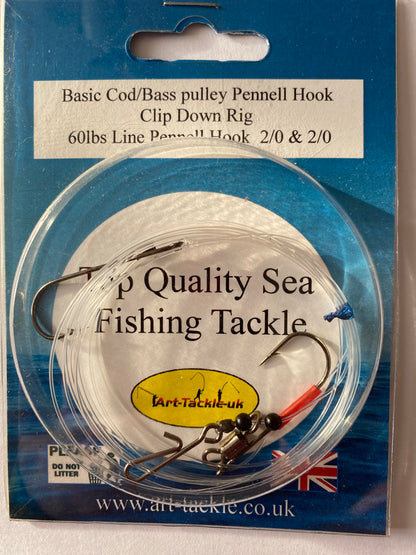 Basic Cod/Bass pulley Pennell Hook
Clip Down Rig
60lbs Line Pennell Hook 2/0 & 2/0
Top Quality Sea
Fishing Tackle
Art-Tackle-uk
PLEASE
DO NOT
LITTER
www.art-tackle.co.uk